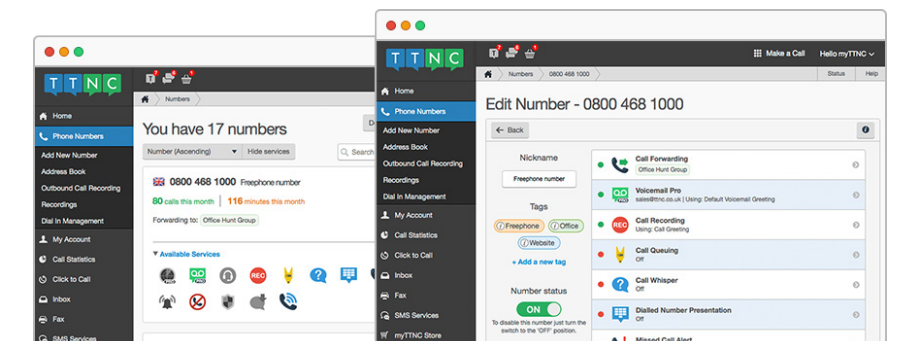 TTNC
7
6
1
Numbers
Home
Phone Numbers
Add New Number
Address Book
Outbound Call Recording
Recordings
Dial In Management
My Account
Call Statistics
Click to Call
Inbox
Fax
SMS Services
You have 17 numbers
Number (Ascending)
Hide services
Search
0800 468 1000 Freephone number
80 calls this month
116 minutes this month
Forwarding to: Office Hunt Group
Available Services
REC
TTNC
7
6
1
Make a Call
Hello myTTNC
Numbers
0800 468 1000
Status
Help
Home
Phone Numbers
Add New Number
Address Book
Outbound Call Recording
Recordings
Dial In Management
My Account
Call Statistics
Click to Call
Inbox
Fax
SMS Services
myTTNC Store
Edit Number - 0800 468 1000
Back
Nickname
Freephone number
Tags
Freephone
Office
Website
+ Add a new tag
Number status
ON
To disable this number just turn the
switch to the 'OFF' position.
Call Forwarding
Office Hunt Group
Voicemail Pro
sales@ttnc.co.uk | Using: Default Voicemail Greeting
REC
Call Recording
Using: Call Greeting
Call Queuing
Off
Call Whisper
Off
Dialled Number Presentation
Off
Missed Call Alert